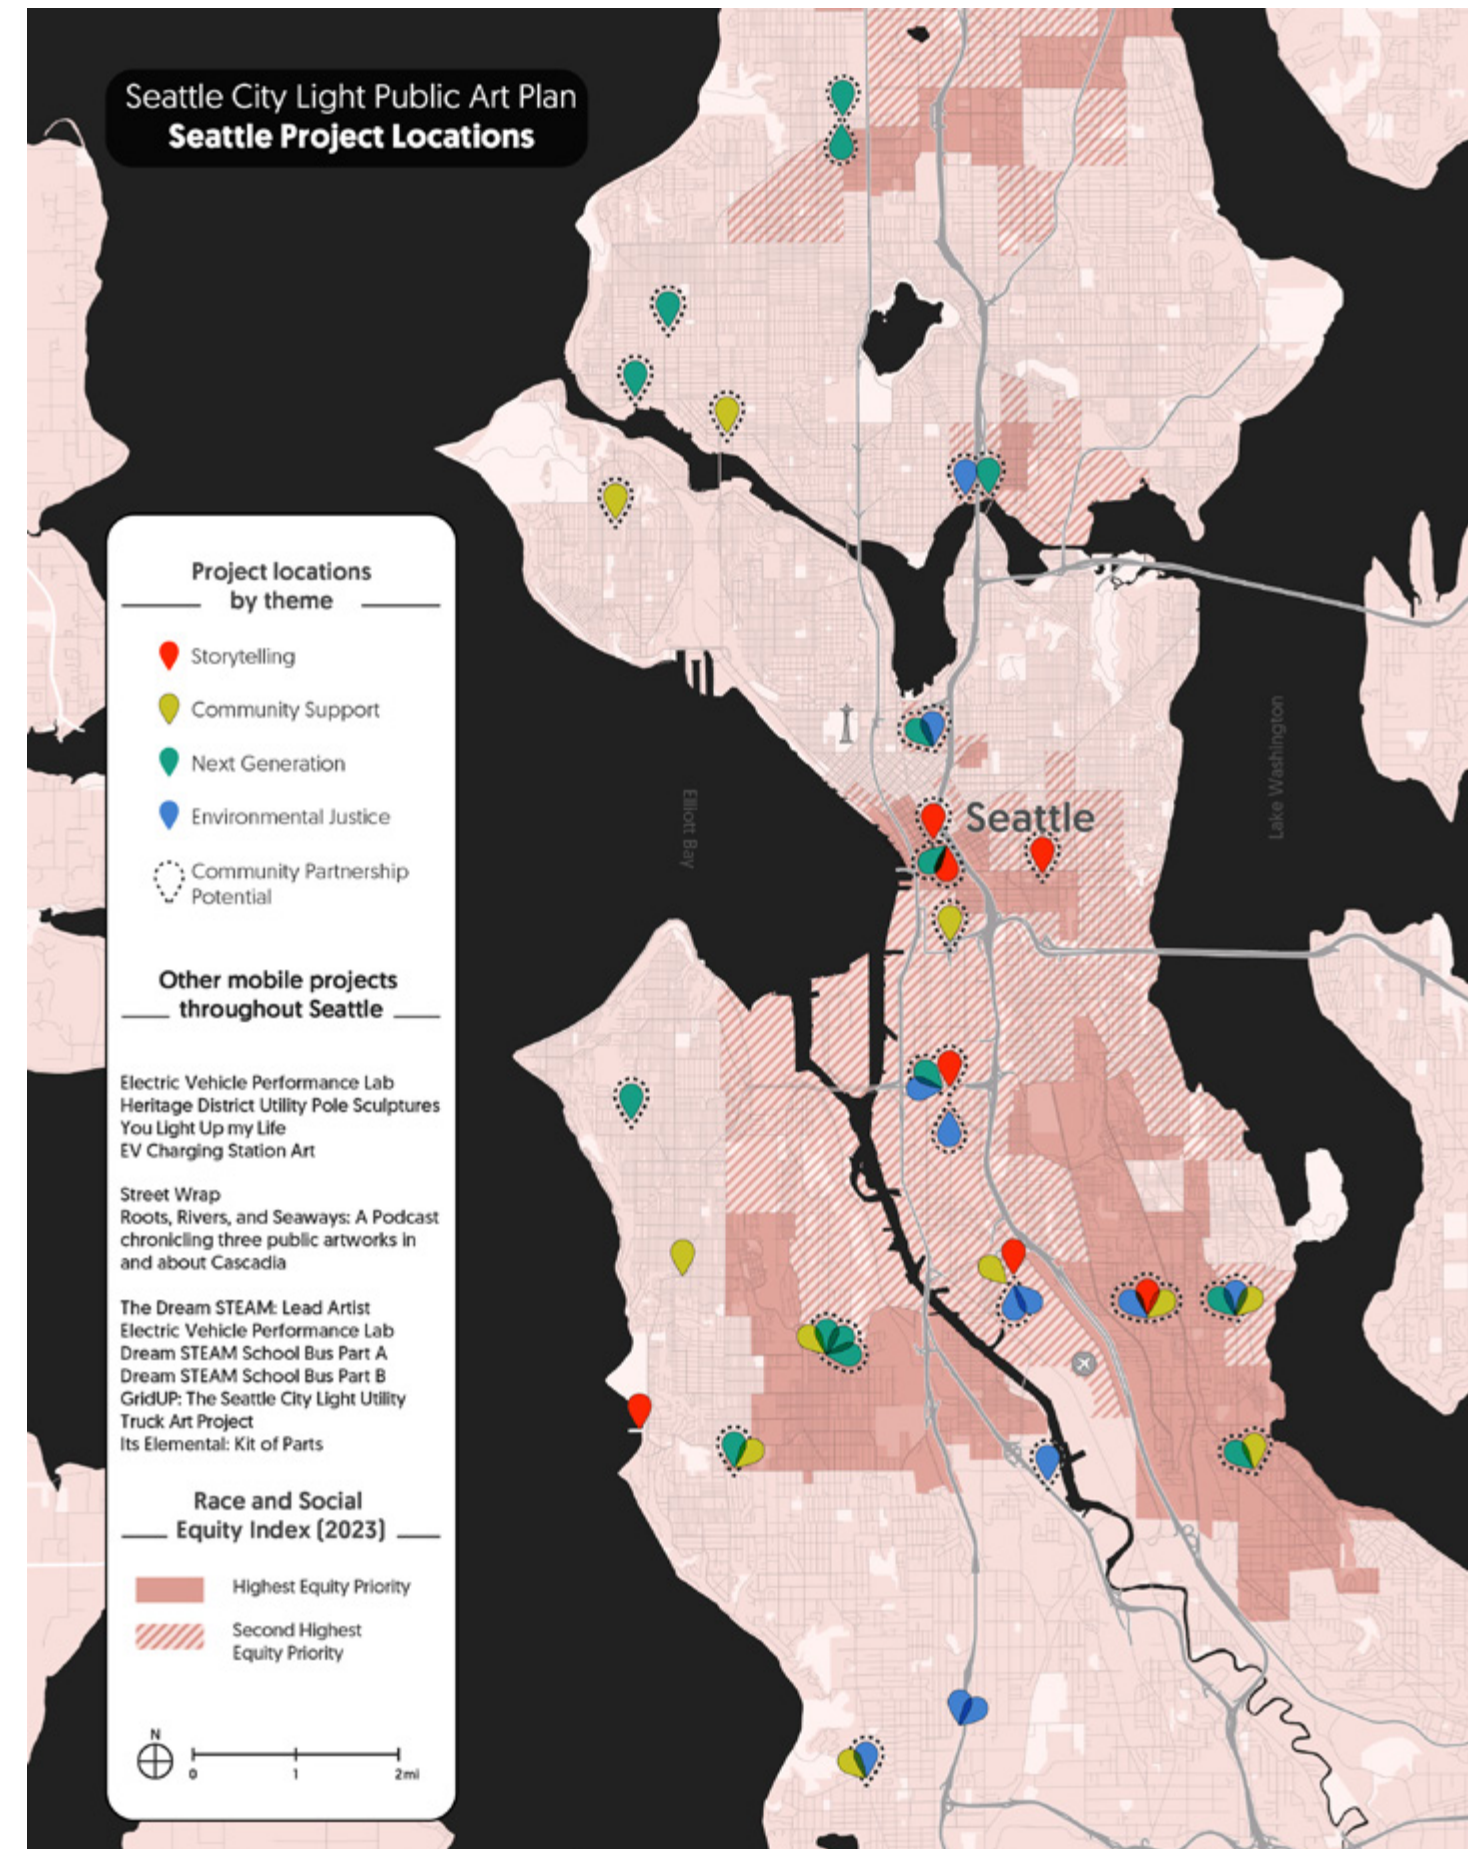 Seattle City Light Public Art Plan
Seattle Project Locations
Project locations
by theme
Storytelling
Community Support
Next Generation
Environmental Justice
Community Partnership
Potential
Other mobile projects
throughout Seattle
Electric Vehicle Performance Lab
Heritage District Utility Pole Sculptures
You Light Up my Life
EV Charging Station Art
Street Wrap
Roots, Rivers, and Seaways: A Podcast
chronicling three public artworks in
and about Cascadia
The Dream STEAM: Lead Artist
Electric Vehicle Performance Lab
Dream STEAM School Bus Part A
Dream STEAM School Bus Part B
GridUP: The Seattle City Light Utility
Truck Art Project
Its Elemental: Kit of Parts
Race and Social
Equity Index (2023)
Highest Equity Priority
Second Highest
Equity Priority
N
0 1 2mi
Elliott Bay
Seattle
Lake Washington